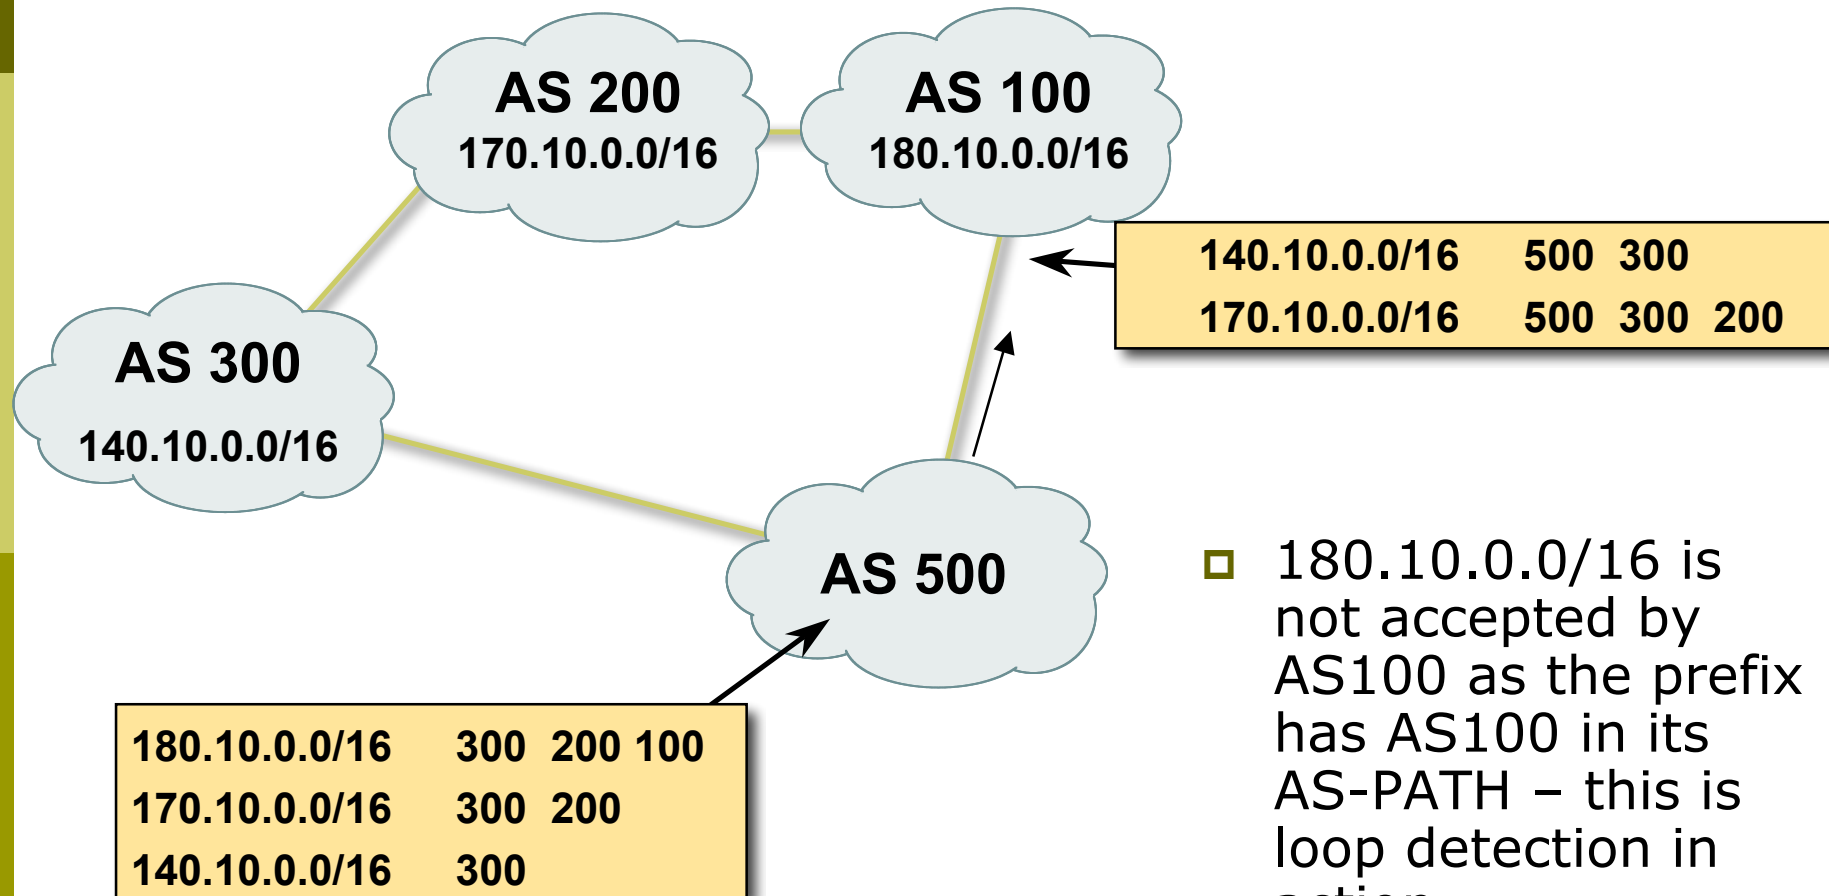 AS 200
170.10.0.0/16
AS 100
180.10.0.0/16
140.10.0.0/16 500 300
170.10.0.0/16 500 300 200
AS 300
140.10.0.0/16
AS 500
180.10.0.0/16 300 200 100
170.10.0.0/16 300 200
140.10.0.0/16 300
180.10.0.0/16 is
not accepted by
AS100 as the prefix
has AS100 in its
AS-PATH – this is
loop detection in